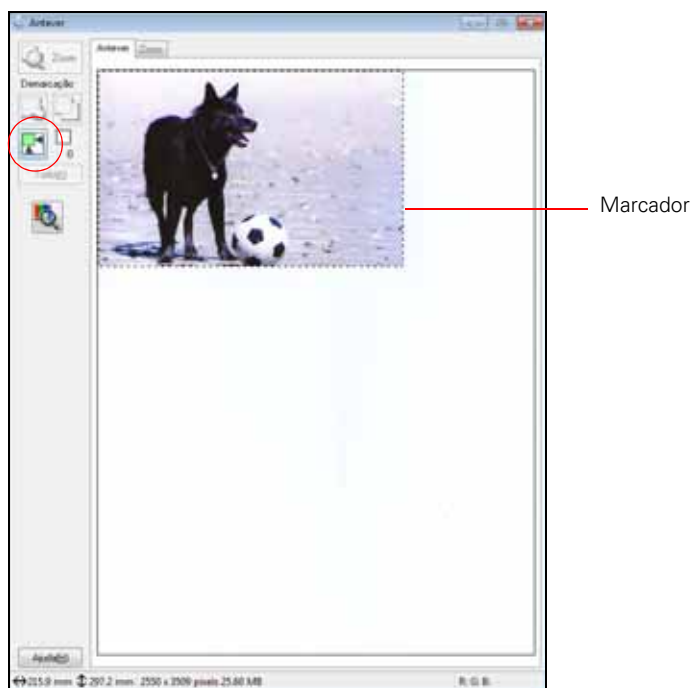 Antever
Zoom
Antever Zoom
Demarcação
0
Marcador
Ajuda(H)
215.9 mm 297.2 mm 2550 x 3509 pixels 25.60 MB R: G: B: